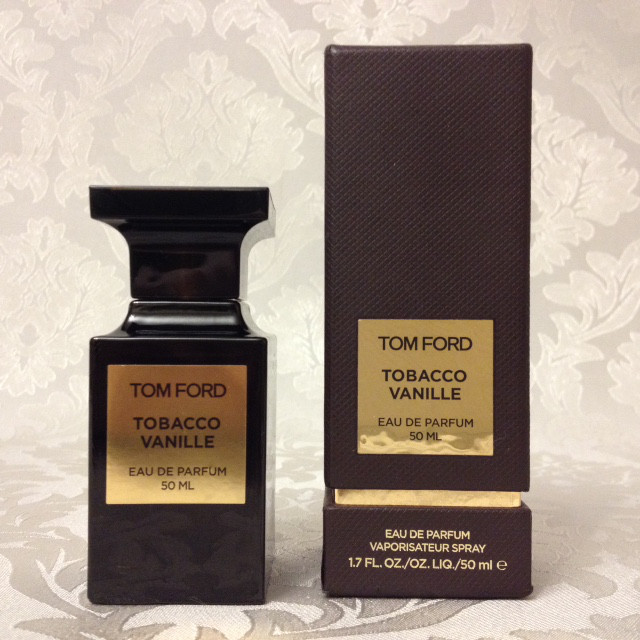 TOM FORD
TOBACCO
VANILLE
EAU DE PARFUM
50 ML
TOM FORD
TOBACCO
VANILLE
EAU DE PARFUM
50 ML
EAU DE PARFUM
VAPORISATEUR SPRAY
1.7 FL. OZ./OZ. LIQ./50 ml ℮